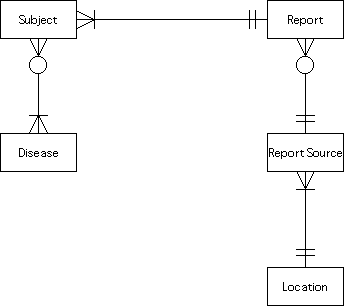 Subject
Report
Disease
Report Source
Location